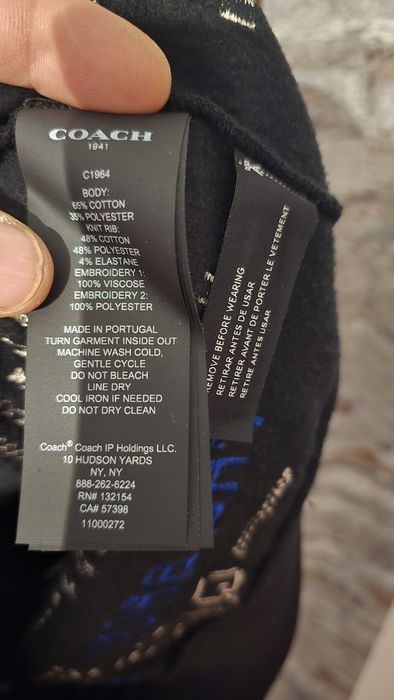 COACH
1941
C1964
BODY:
65% COTTON
35% POLYESTER
KNIT RIB:
48% COTTON
48% POLYESTER
4% ELASTANE
EMBROIDERY 1:
100% VISCOSE
EMBROIDERY 2:
100% POLYESTER
MADE IN PORTUGAL
TURN GARMENT INSIDE OUT
MACHINE WASH COLD,
GENTLE CYCLE
DO NOT BLEACH
LINE DRY
COOL IRON IF NEEDED
DO NOT DRY CLEAN
Coach® Coach IP Holdings LLC.
10 HUDSON YARDS
NY, NY
888-262-6224
RN# 132154
CA# 57398
11000272
REMOVE BEFORE WEARING
RETIRAR ANTES DE USAR
RETIRER AVANT DE PORTER LE VETEMENT
RETIRE ANTES USAR